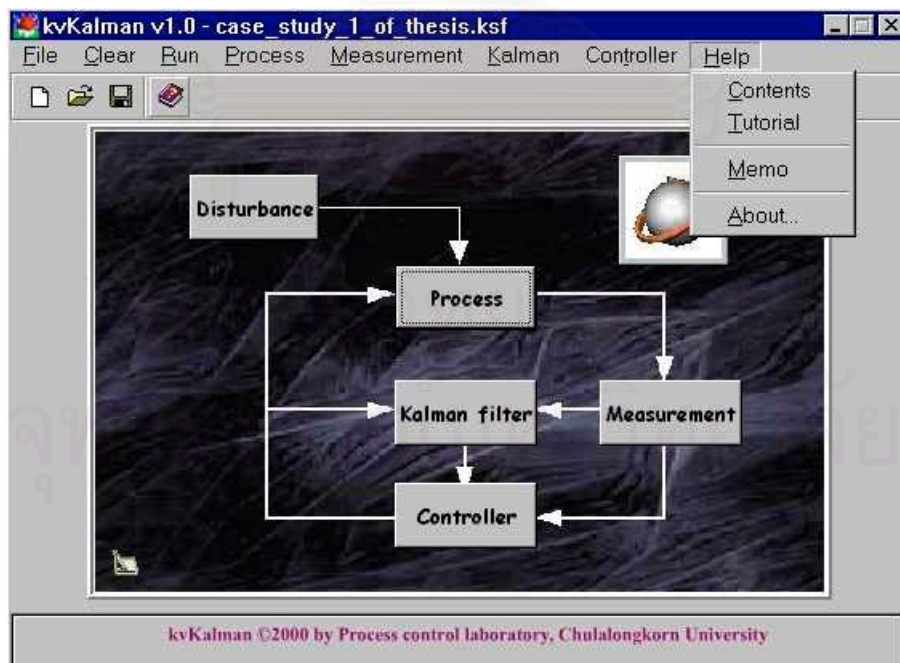 kvKalman v1.0 - case_study_1_of_thesis.ksf
File Clear Run Process Measurement Kalman Controller Help
Contents
Tutorial
Memo
About...
Disturbance
Process
Kalman filter
Measurement
Controller
kvKalman ©2000 by Process control laboratory, Chulalongkorn University